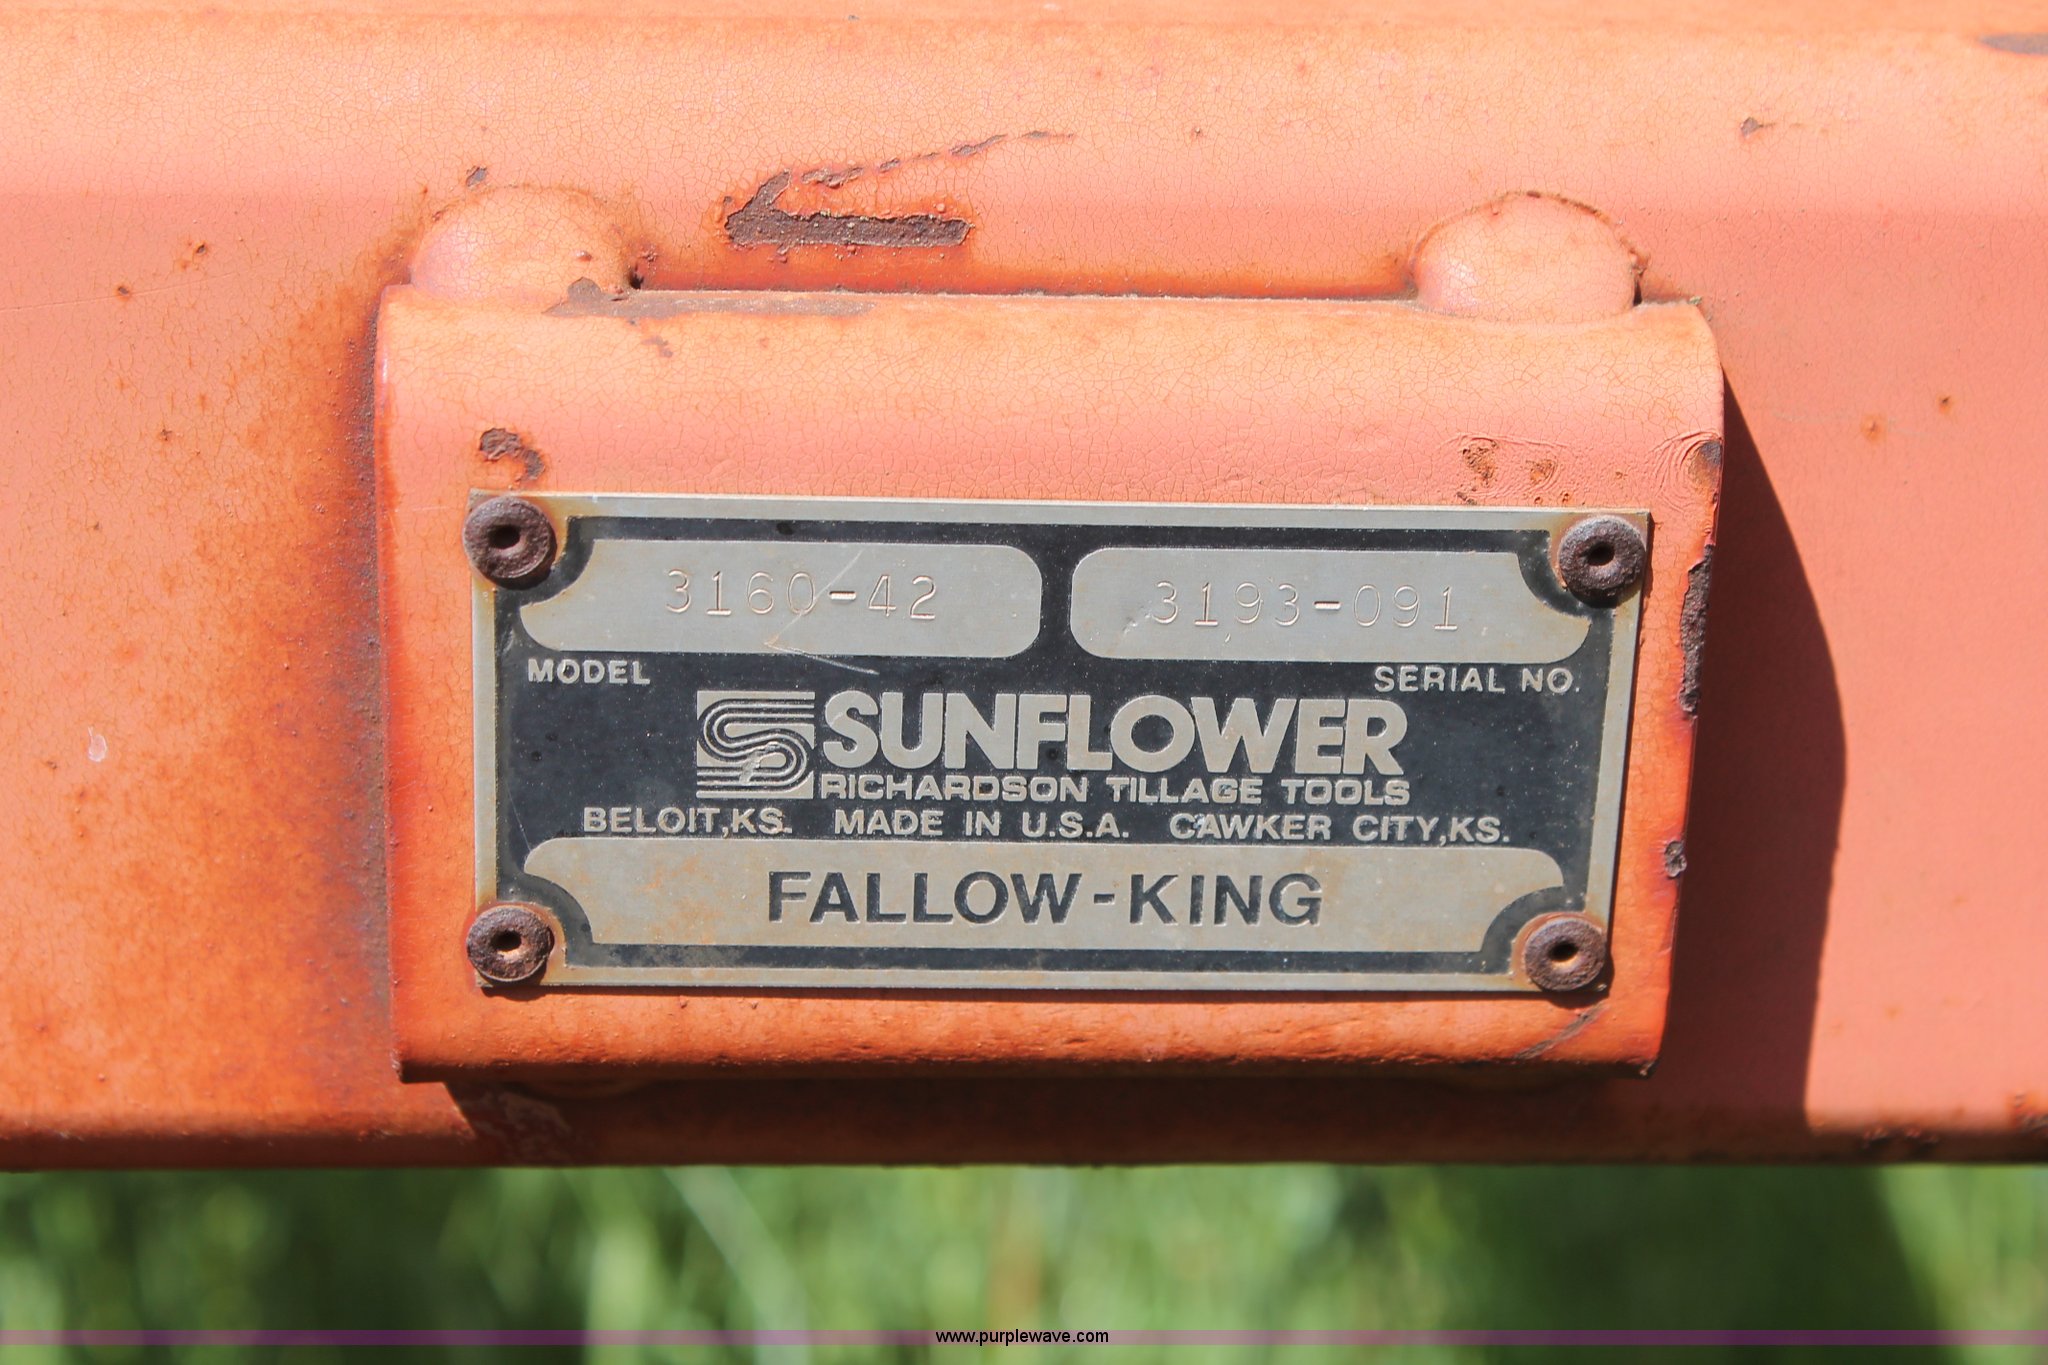 3160-42 3193-091
MODEL SERIAL NO.
SUNFLOWER
RICHARDSON TILLAGE TOOLS
BELOIT,KS. MADE IN U.S.A. CAWKER CITY,KS.
FALLOW-KING
www.purplewave.com